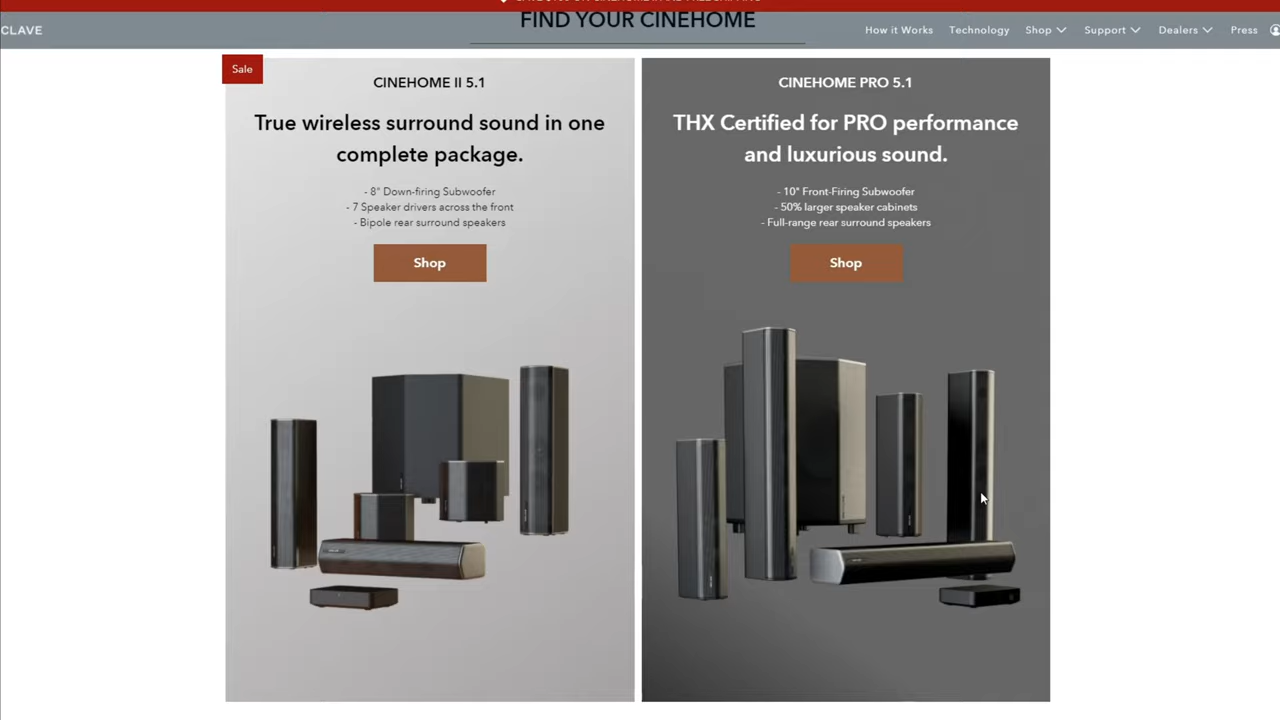 FIND YOUR CINEHOME
CLAVE
How it Works
Technology
Shop
Support
Dealers
Press
Sale
CINEHOME II 5.1
True wireless surround sound in one
complete package.
- 8" Down-firing Subwoofer
- 7 Speaker drivers across the front
- Bipole rear surround speakers
Shop
CINEHOME PRO 5.1
THX Certified for PRO performance
and luxurious sound.
- 10" Front-Firing Subwoofer
- 50% larger speaker cabinets
- Full-range rear surround speakers
Shop